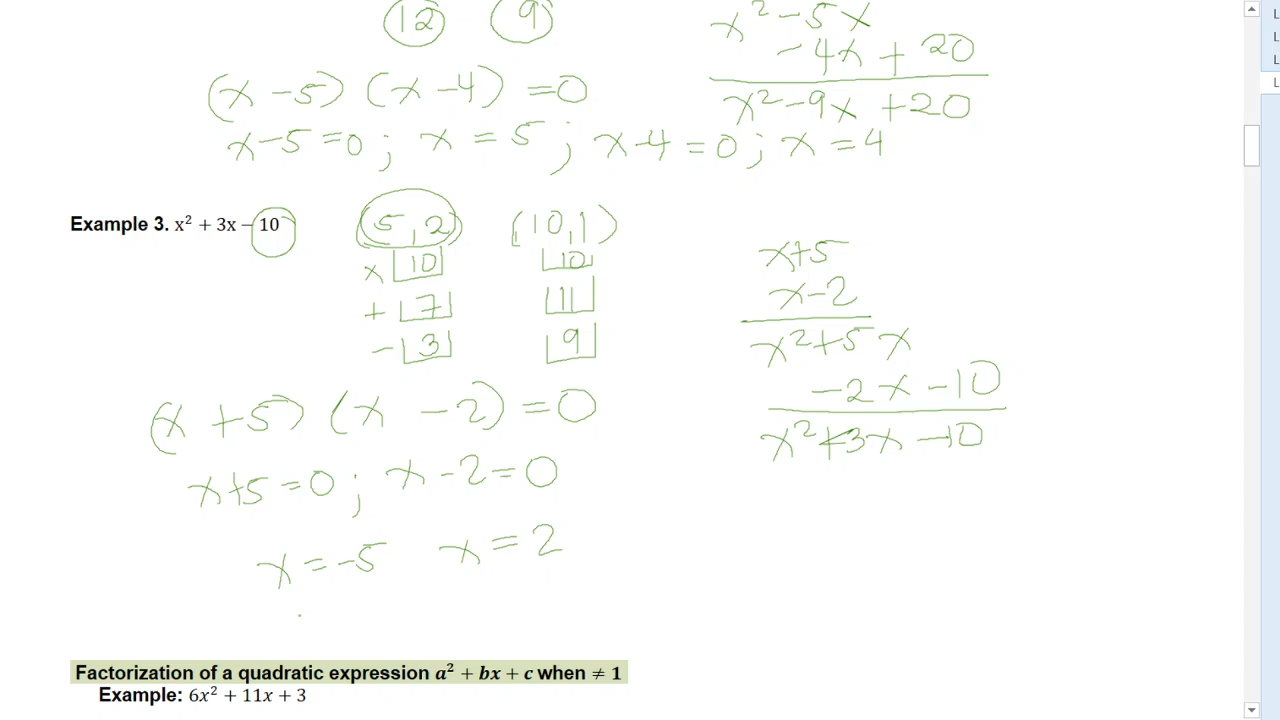 12 9
x² - 5x
- 4x + 20
(x - 5) (x - 4) = 0
x² - 9x + 20
x - 5 = 0 ; x = 5 ; x - 4 = 0 ; x = 4
Example 3. x² + 3x − 10
(5, 2) (10, 1)
x 10 10
+ 7 11
- 3 9
x + 5
x - 2
x² + 5x
- 2x - 10
x² + 3x - 10
(x + 5) (x - 2) = 0
x + 5 = 0 ; x - 2 = 0
x = -5 x = 2
Factorization of a quadratic expression a² + bx + c when ≠ 1
Example: 6x² + 11x + 3
L
L
L
L